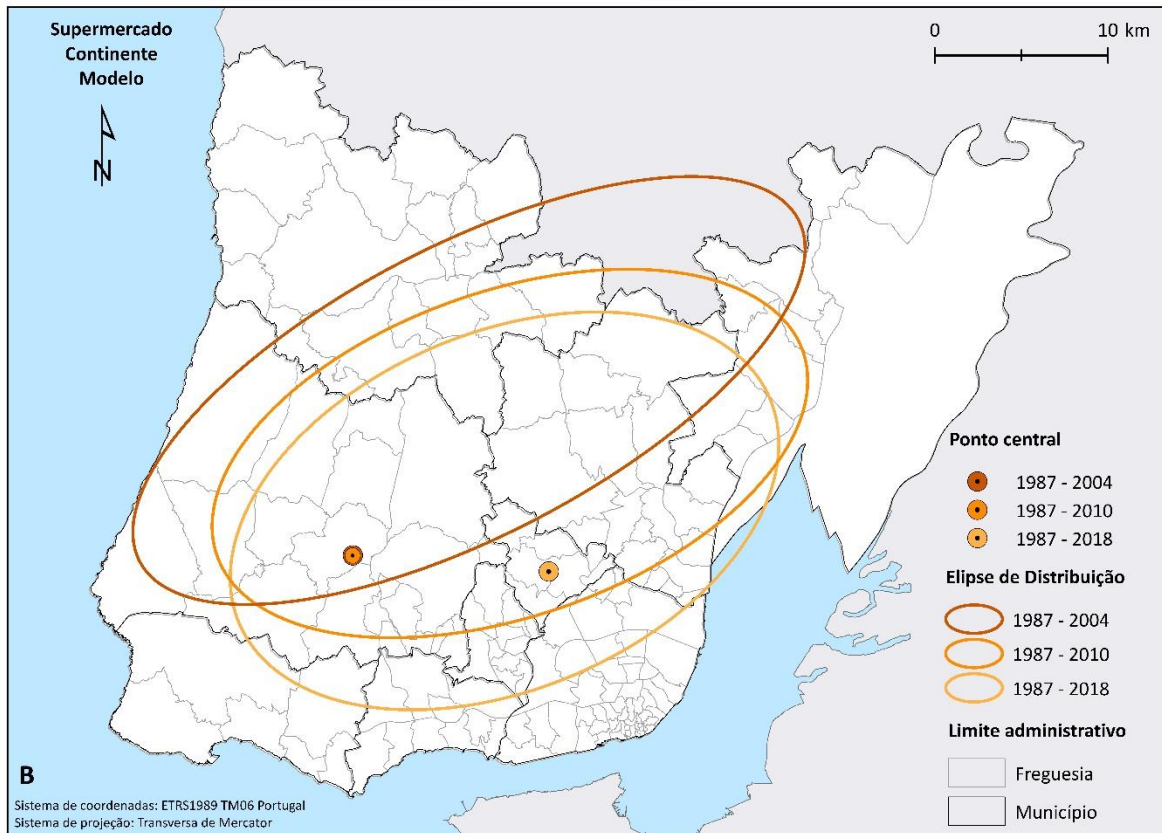 Supermercado
Continente
Modelo
N
0 10 km
Ponto central
1987 - 2004
1987 - 2010
1987 - 2018
Elipse de Distribuição
1987 - 2004
1987 - 2010
1987 - 2018
Limite administrativo
Freguesia
Município
B
Sistema de coordenadas: ETRS1989 TM06 Portugal
Sistema de projeção: Transversa de Mercator